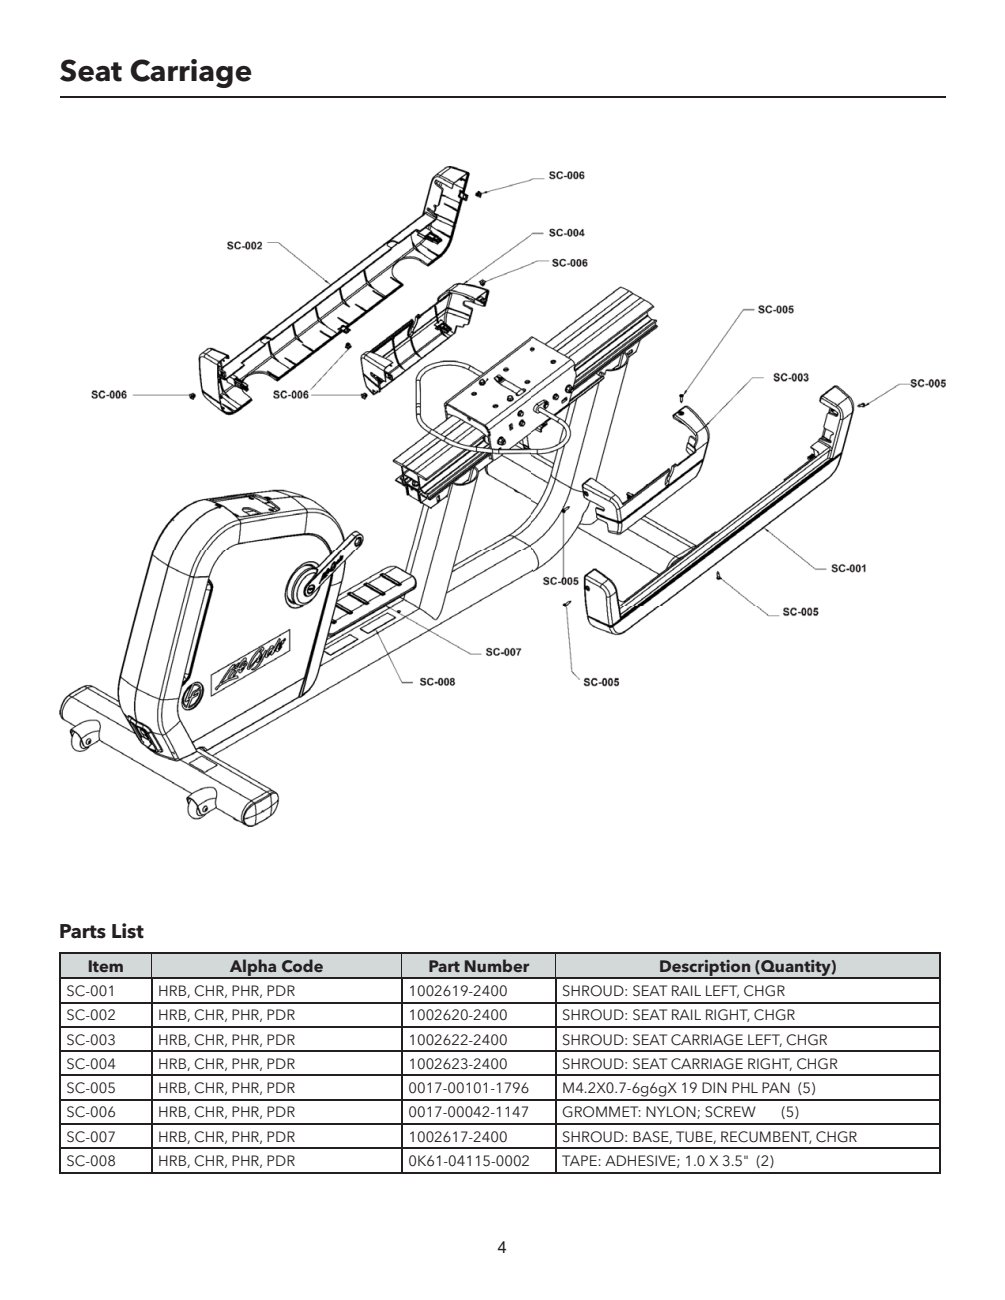 Seat Carriage
SC-006
SC-004
SC-002
SC-006
SC-005
SC-003
SC-005
SC-006
SC-006
SC-001
SC-005
SC-005
SC-007
SC-008
SC-005
Life Cycle
Parts List
Item Alpha Code Part Number Description (Quantity)
SC-001 HRB, CHR, PHR, PDR 1002619-2400 SHROUD: SEAT RAIL LEFT, CHGR
SC-002 HRB, CHR, PHR, PDR 1002620-2400 SHROUD: SEAT RAIL RIGHT, CHGR
SC-003 HRB, CHR, PHR, PDR 1002622-2400 SHROUD: SEAT CARRIAGE LEFT, CHGR
SC-004 HRB, CHR, PHR, PDR 1002623-2400 SHROUD: SEAT CARRIAGE RIGHT, CHGR
SC-005 HRB, CHR, PHR, PDR 0017-00101-1796 M4.2X0.7-6g6gX 19 DIN PHL PAN (5)
SC-006 HRB, CHR, PHR, PDR 0017-00042-1147 GROMMET: NYLON; SCREW (5)
SC-007 HRB, CHR, PHR, PDR 1002617-2400 SHROUD: BASE, TUBE, RECUMBENT, CHGR
SC-008 HRB, CHR, PHR, PDR 0K61-04115-0002 TAPE: ADHESIVE; 1.0 X 3.5" (2)
4